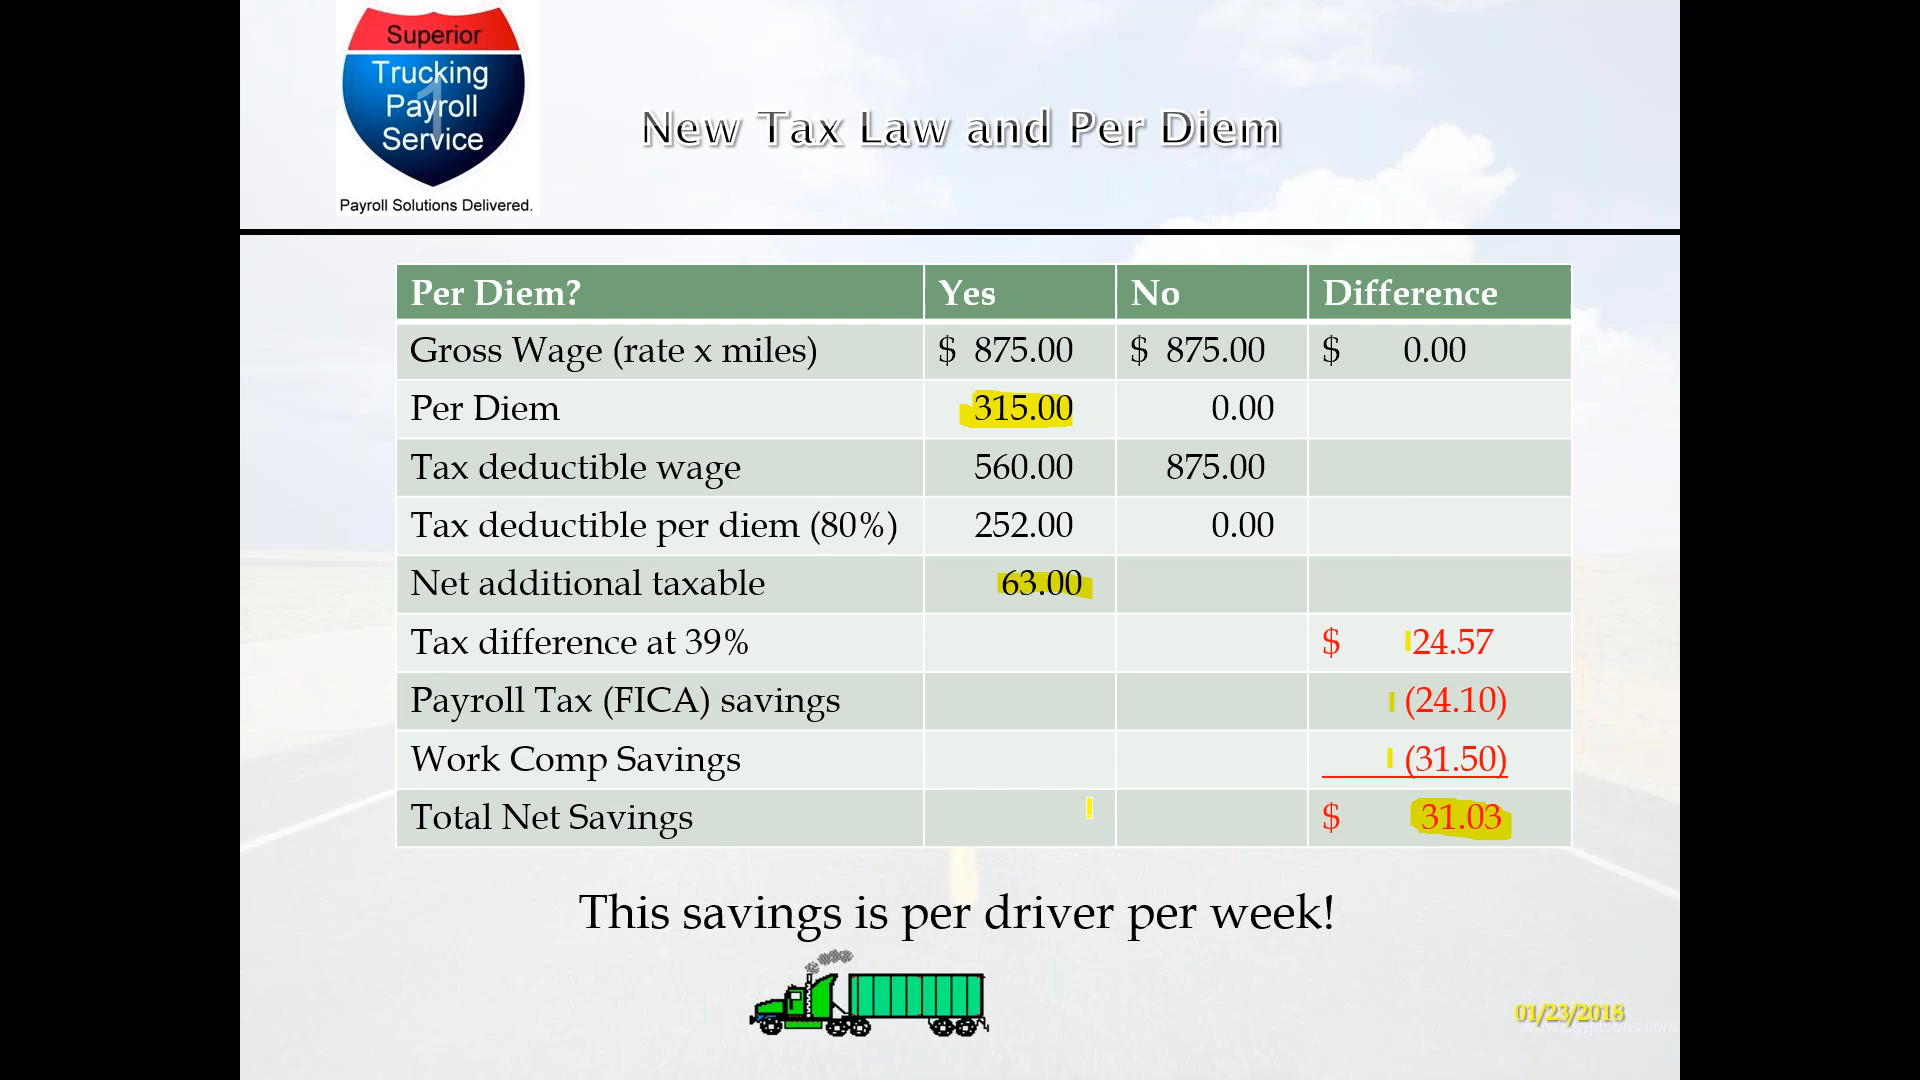 Superior
Trucking
Payroll
Service
1
Payroll Solutions Delivered.
New Tax Law and Per Diem
Per Diem? Yes No Difference
Gross Wage (rate x miles) $ 875.00 $ 875.00 $ 0.00
Per Diem 315.00 0.00
Tax deductible wage 560.00 875.00
Tax deductible per diem (80%) 252.00 0.00
Net additional taxable 63.00
Tax difference at 39% $ 24.57
Payroll Tax (FICA) savings (24.10)
Work Comp Savings (31.50)
Total Net Savings $ 31.03
This savings is per driver per week!
01/23/2018